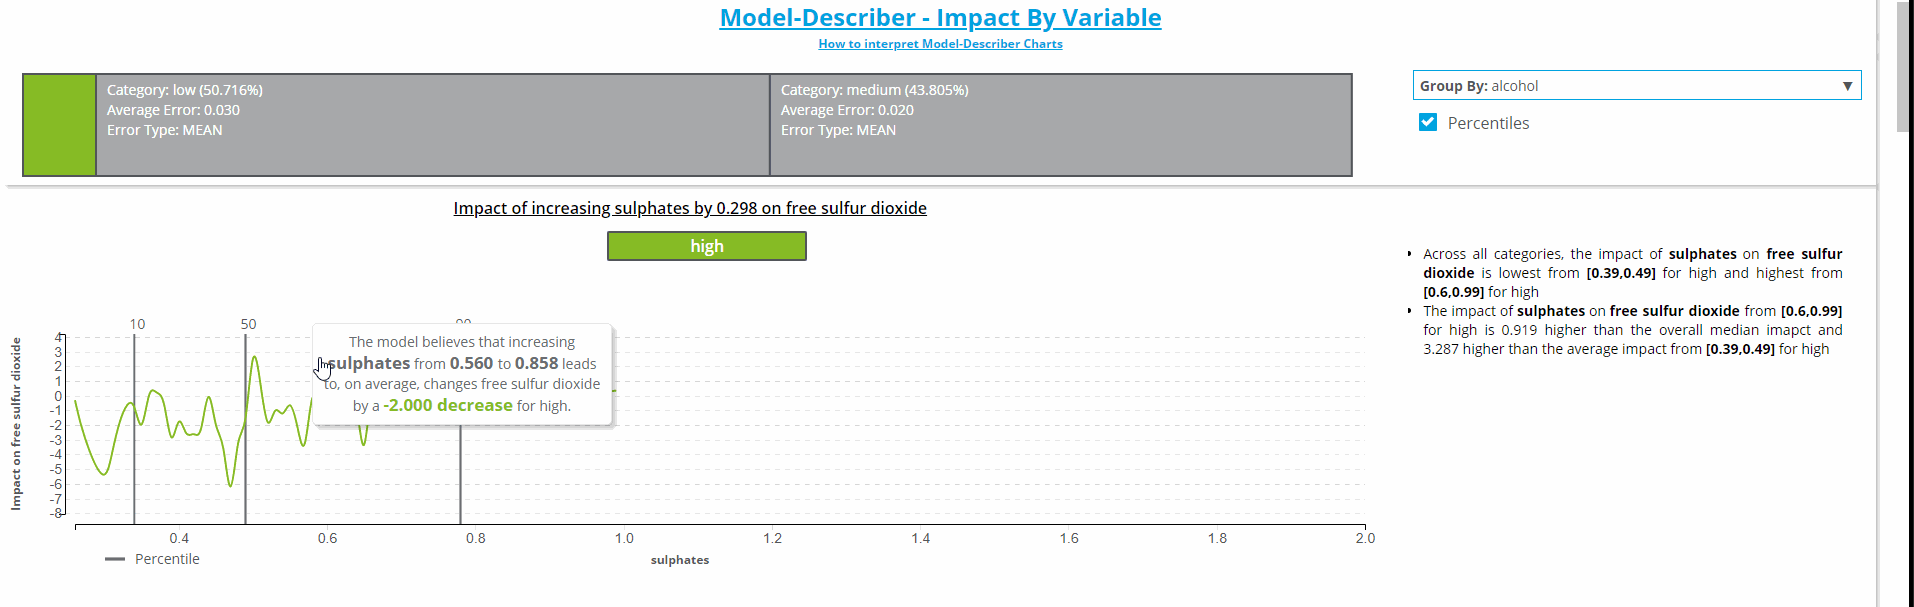 Model-Describer - Impact By Variable
How to interpret Model-Describer Charts
Category: low (50.716%)
Average Error: 0.030
Error Type: MEAN
Category: medium (43.805%)
Average Error: 0.020
Error Type: MEAN
Group By: alcohol
Percentiles
Impact of increasing sulphates by 0.298 on free sulfur dioxide
high
Across all categories, the impact of sulphates on free sulfur
dioxide is lowest from [0.39,0.49] for high and highest from
[0.6,0.99] for high
The impact of sulphates on free sulfur dioxide from [0.6,0.99]
for high is 0.919 higher than the overall median imapct and
3.287 higher than the average impact from [0.39,0.49] for high
10 50 90
The model believes that increasing
sulphates from 0.560 to 0.858 leads
to, on average, changes free sulfur dioxide
by a -2.000 decrease for high.
Impact on free sulfur dioxide
4
3
2
1
0
-1
-2
-3
-4
-5
-6
-7
-8
0.4 0.6 0.8 1.0 1.2 1.4 1.6 1.8 2.0
Percentile
sulphates